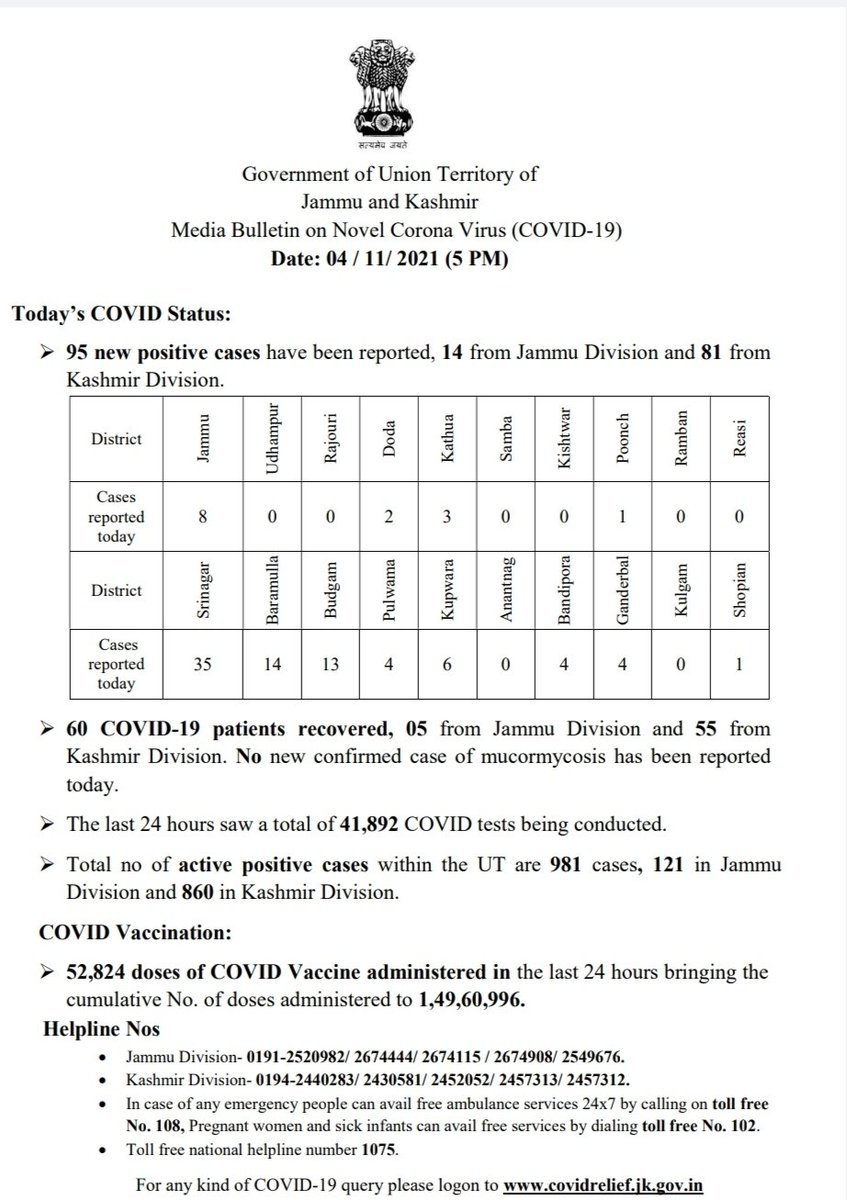 सत्यमेव जयते
Government of Union Territory of
Jammu and Kashmir
Media Bulletin on Novel Corona Virus (COVID-19)
Date: 04 / 11/ 2021 (5 PM)
Today's COVID Status:
➢ 95 new positive cases have been reported, 14 from Jammu Division and 81 from
Kashmir Division.
District Jammu Udhampur Rajouri Doda Kathua Samba Kishtwar Poonch Ramban Reasi
Cases
reported
today
8 0 0 2 3 0 0 1 0 0
District Srinagar Baramulla Budgam Pulwama Kupwara Anantnag Bandipora Ganderbal Kulgam Shopian
Cases
reported
today
35 14 13 4 6 0 4 4 0 1
➢ 60 COVID-19 patients recovered, 05 from Jammu Division and 55 from
Kashmir Division. No new confirmed case of mucormycosis has been reported
today.
➢ The last 24 hours saw a total of 41,892 COVID tests being conducted.
➢ Total no of active positive cases within the UT are 981 cases, 121 in Jammu
Division and 860 in Kashmir Division.
COVID Vaccination:
➢ 52,824 doses of COVID Vaccine administered in the last 24 hours bringing the
cumulative No. of doses administered to 1,49,60,996.
Helpline Nos
• Jammu Division- 0191-2520982/ 2674444/ 2674115 / 2674908/ 2549676.
• Kashmir Division- 0194-2440283/ 2430581/ 2452052/ 2457313/ 2457312.
• In case of any emergency people can avail free ambulance services 24x7 by calling on toll free
No. 108, Pregnant women and sick infants can avail free services by dialing toll free No. 102.
• Toll free national helpline number 1075.
For any kind of COVID-19 query please logon to www.covidrelief.jk.gov.in